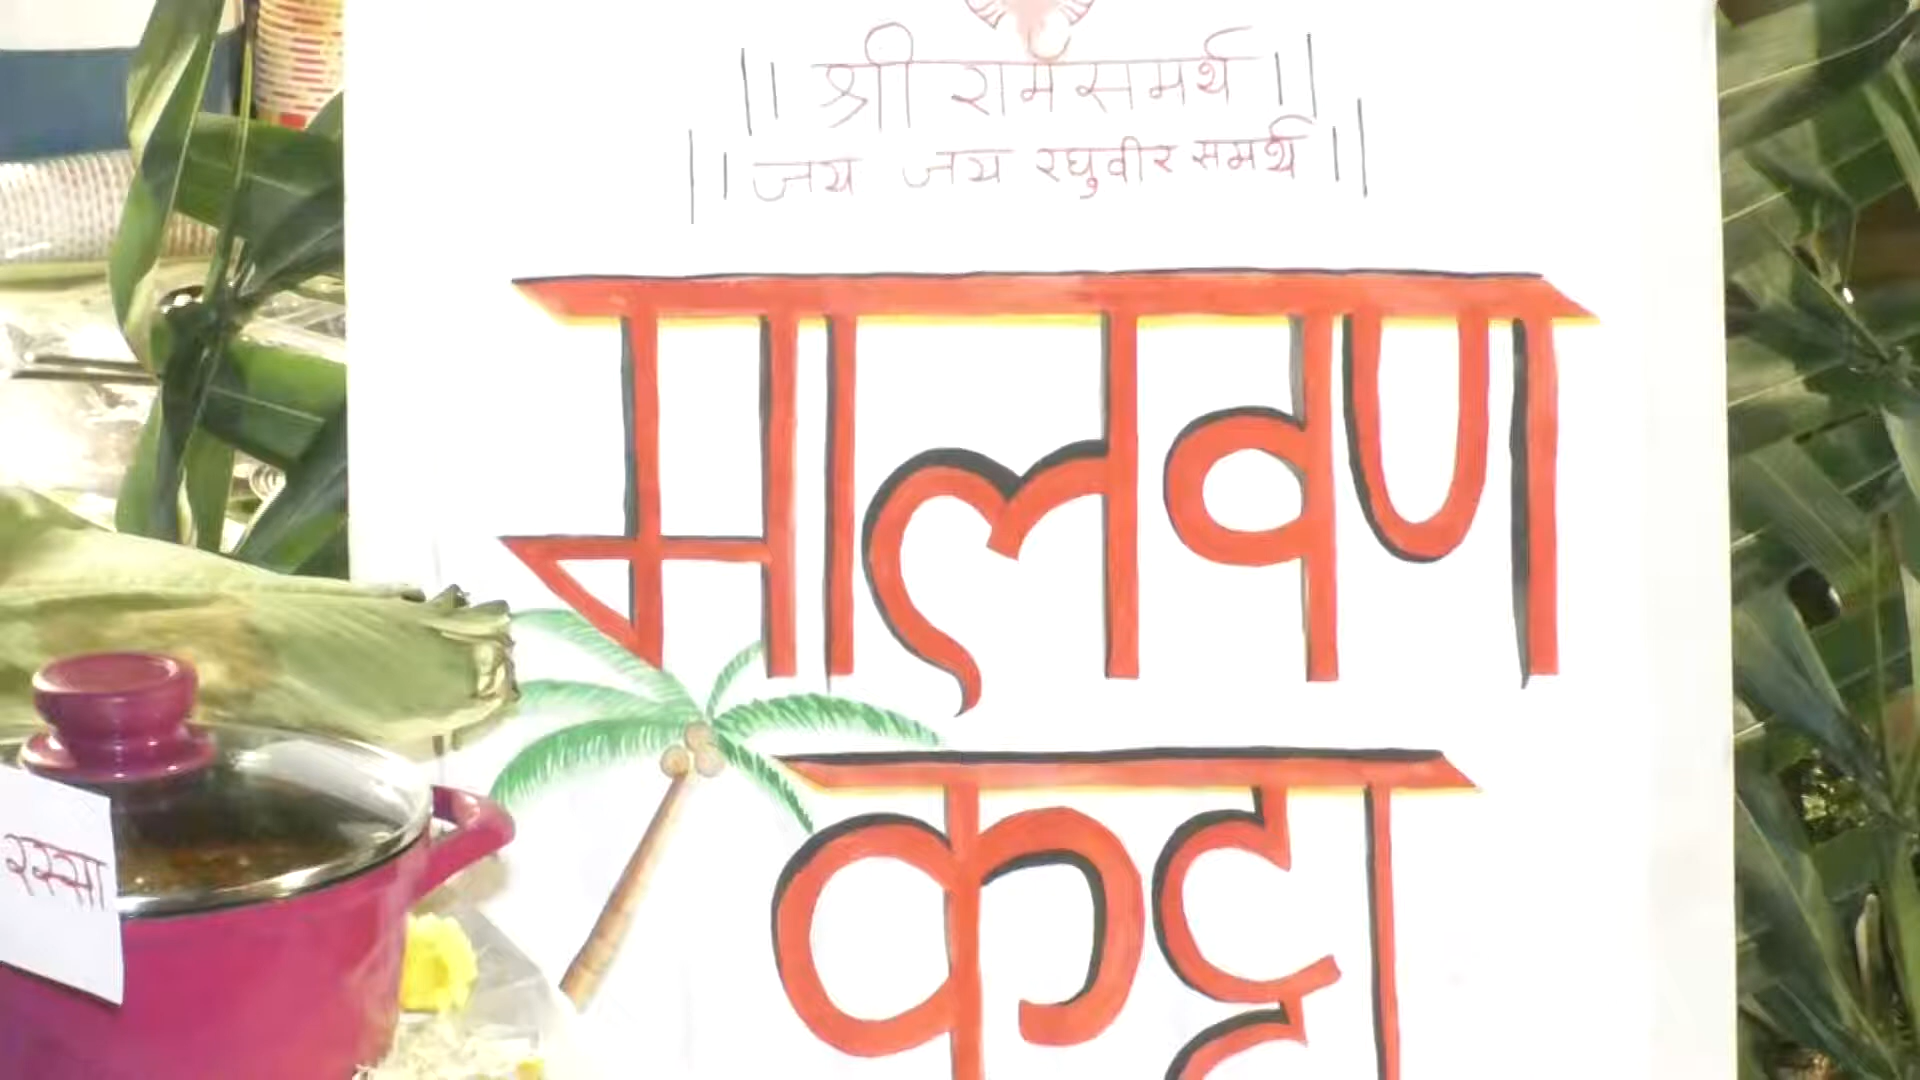 || श्री राम समर्थ ||
|| जय जय रघुवीर समर्थ ||
मालवण
कट्टा
रस्सा